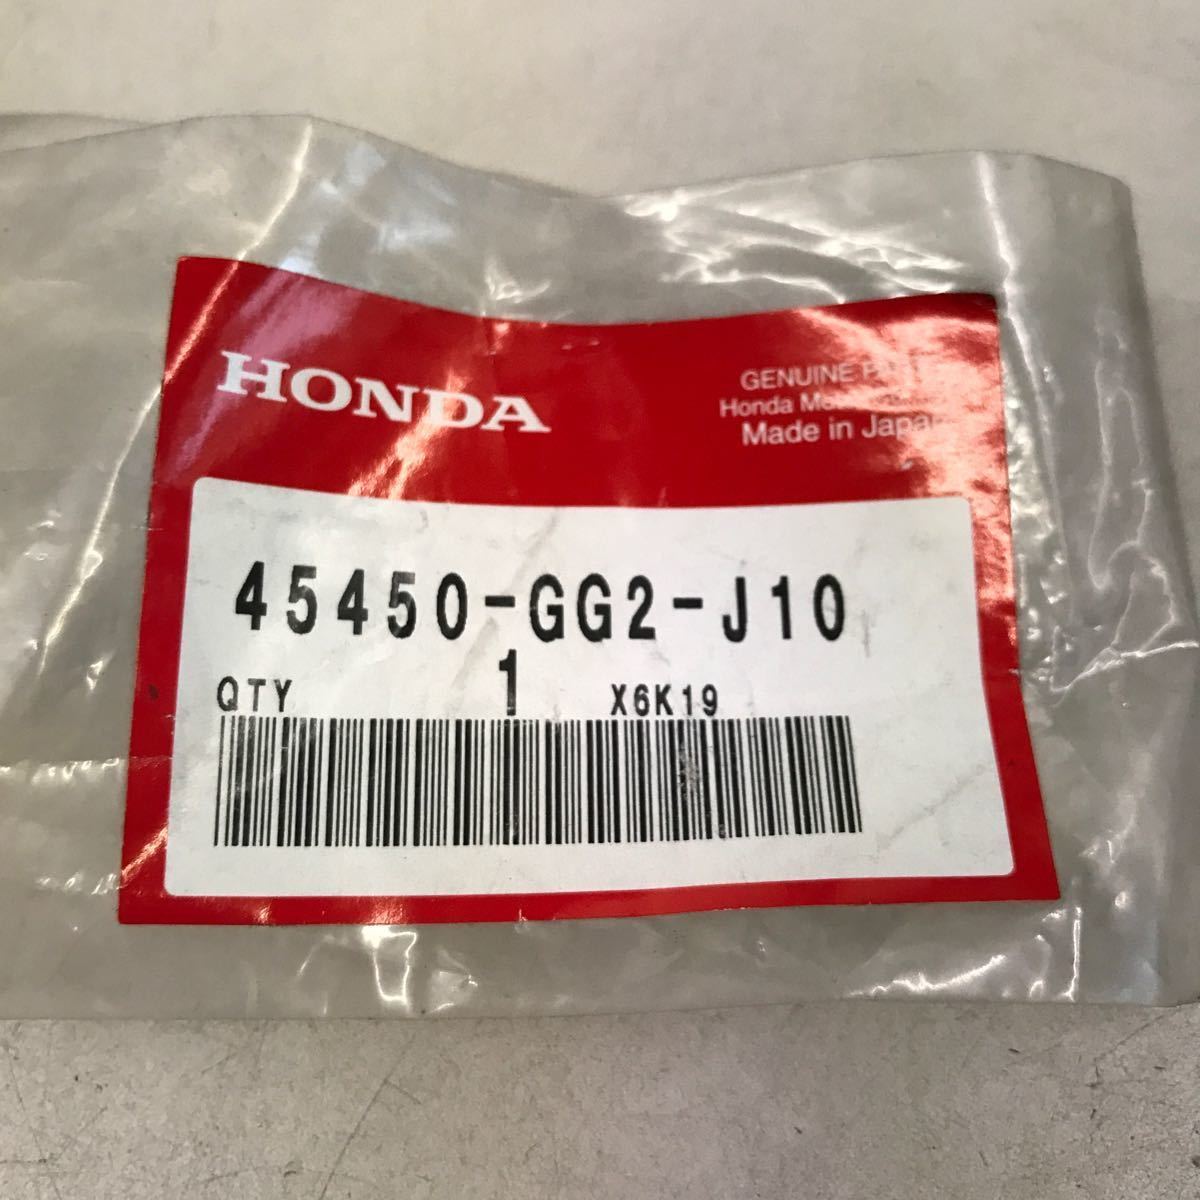 HONDA
GENUINE
Honda
Made in Japan
45450-GG2-J10
QTY 1 X6K19